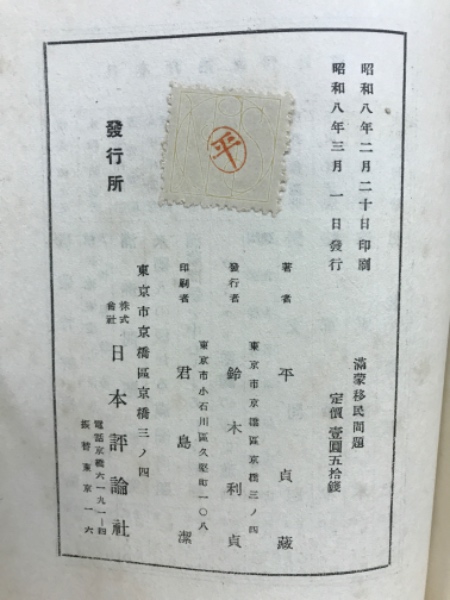 昭和八年二月二十日印刷
昭和八年三月一日發行
滿蒙移民問題
定價壹圓五拾錢
著者 平貞藏
東京市京橋區京橋三ノ四
發行者 鈴木利貞
東京市小石川區久堅町一〇八
印刷者 君島潔
平
東京市京橋區京橋三ノ四
發行所 株式會社 日本評論社
電話京橋六一九一—四
振替東京一六